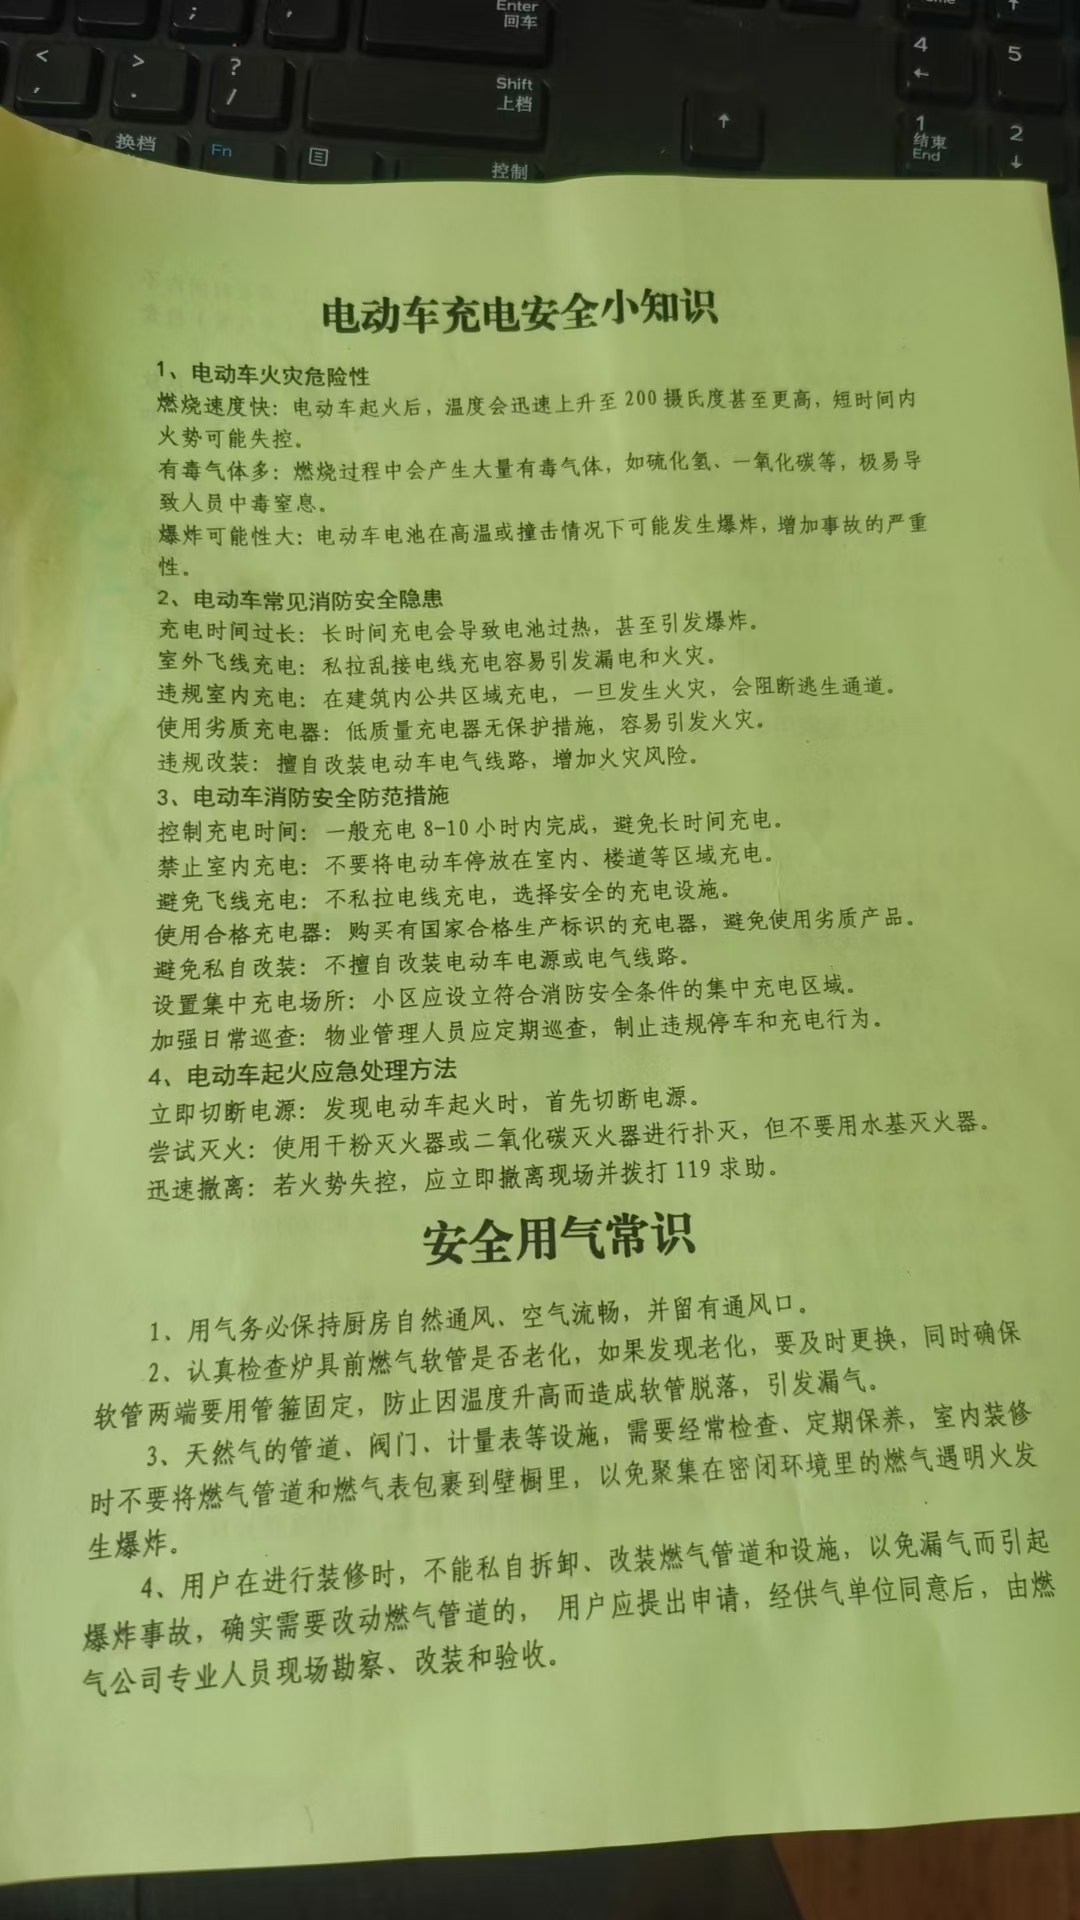 ;
,
Enter
回车
<
,
>
.
?
/
Shift
上档
换档
Fn
控制
↑
4
←
5
1
结束
End
2
↓
电动车充电安全小知识
1、电动车火灾危险性
燃烧速度快：电动车起火后，温度会迅速上升至200摄氏度甚至更高，短时间内
火势可能失控。
有毒气体多：燃烧过程中会产生大量有毒气体，如硫化氢、一氧化碳等，极易导
致人员中毒窒息。
爆炸可能性大：电动车电池在高温或撞击情况下可能发生爆炸，增加事故的严重
性。
2、电动车常见消防安全隐患
充电时间过长：长时间充电会导致电池过热，甚至引发爆炸。
室外飞线充电：私拉乱接电线充电容易引发漏电和火灾。
违规室内充电：在建筑内公共区域充电，一旦发生火灾，会阻断逃生通道。
使用劣质充电器：低质量充电器无保护措施，容易引发火灾。
违规改装：擅自改装电动车电气线路，增加火灾风险。
3、电动车消防安全防范措施
控制充电时间：一般充电8-10小时内完成，避免长时间充电。
禁止室内充电：不要将电动车停放在室内、楼道等区域充电。
避免飞线充电：不私拉电线充电，选择安全的充电设施。
使用合格充电器：购买有国家合格生产标识的充电器，避免使用劣质产品。
避免私自改装：不擅自改装电动车电源或电气线路。
设置集中充电场所：小区应设立符合消防安全条件的集中充电区域。
加强日常巡查：物业管理人员应定期巡查，制止违规停车和充电行为。
4、电动车起火应急处理方法
立即切断电源：发现电动车起火时，首先切断电源。
尝试灭火：使用干粉灭火器或二氧化碳灭火器进行扑灭，但不要用水基灭火器。
迅速撤离：若火势失控，应立即撤离现场并拨打119求助。
安全用气常识
1、用气务必保持厨房自然通风、空气流畅，并留有通风口。
2、认真检查炉具前燃气软管是否老化，如果发现老化，要及时更换，同时确保
软管两端要用管箍固定，防止因温度升高而造成软管脱落，引发漏气。
3、天然气的管道、阀门、计量表等设施，需要经常检查、定期保养，室内装修
时不要将燃气管道和燃气表包裹到壁橱里，以免聚集在密闭环境里的燃气遇明火发
生爆炸。
4、用户在进行装修时，不能私自拆卸、改装燃气管道和设施，以免漏气而引起
爆炸事故，确实需要改动燃气管道的， 用户应提出申请，经供气单位同意后，由燃
气公司专业人员现场勘察、改装和验收。